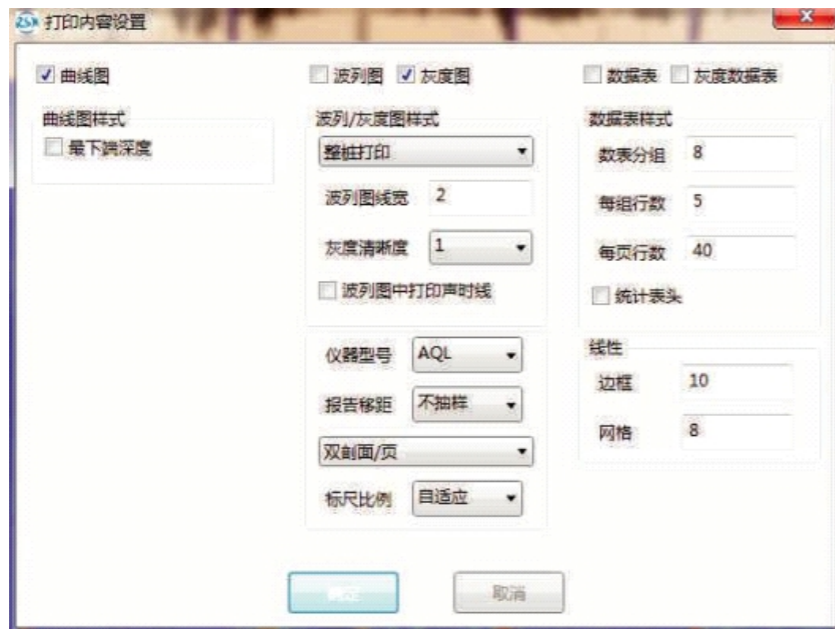 ZSN 打印内容设置
曲线图
波列图 灰度图
数据表 灰度数据表
曲线图样式
最下端深度
波列/灰度图样式
整桩打印
波列图线宽 2
灰度清晰度 1
波列图中打印声时线
仪器型号 AQL
报告移距 不抽样
双剖面/页
标尺比例 自适应
数据表样式
数表分组 8
每组行数 5
每页行数 40
统计表头
线性
边框 10
网格 8
确定 取消